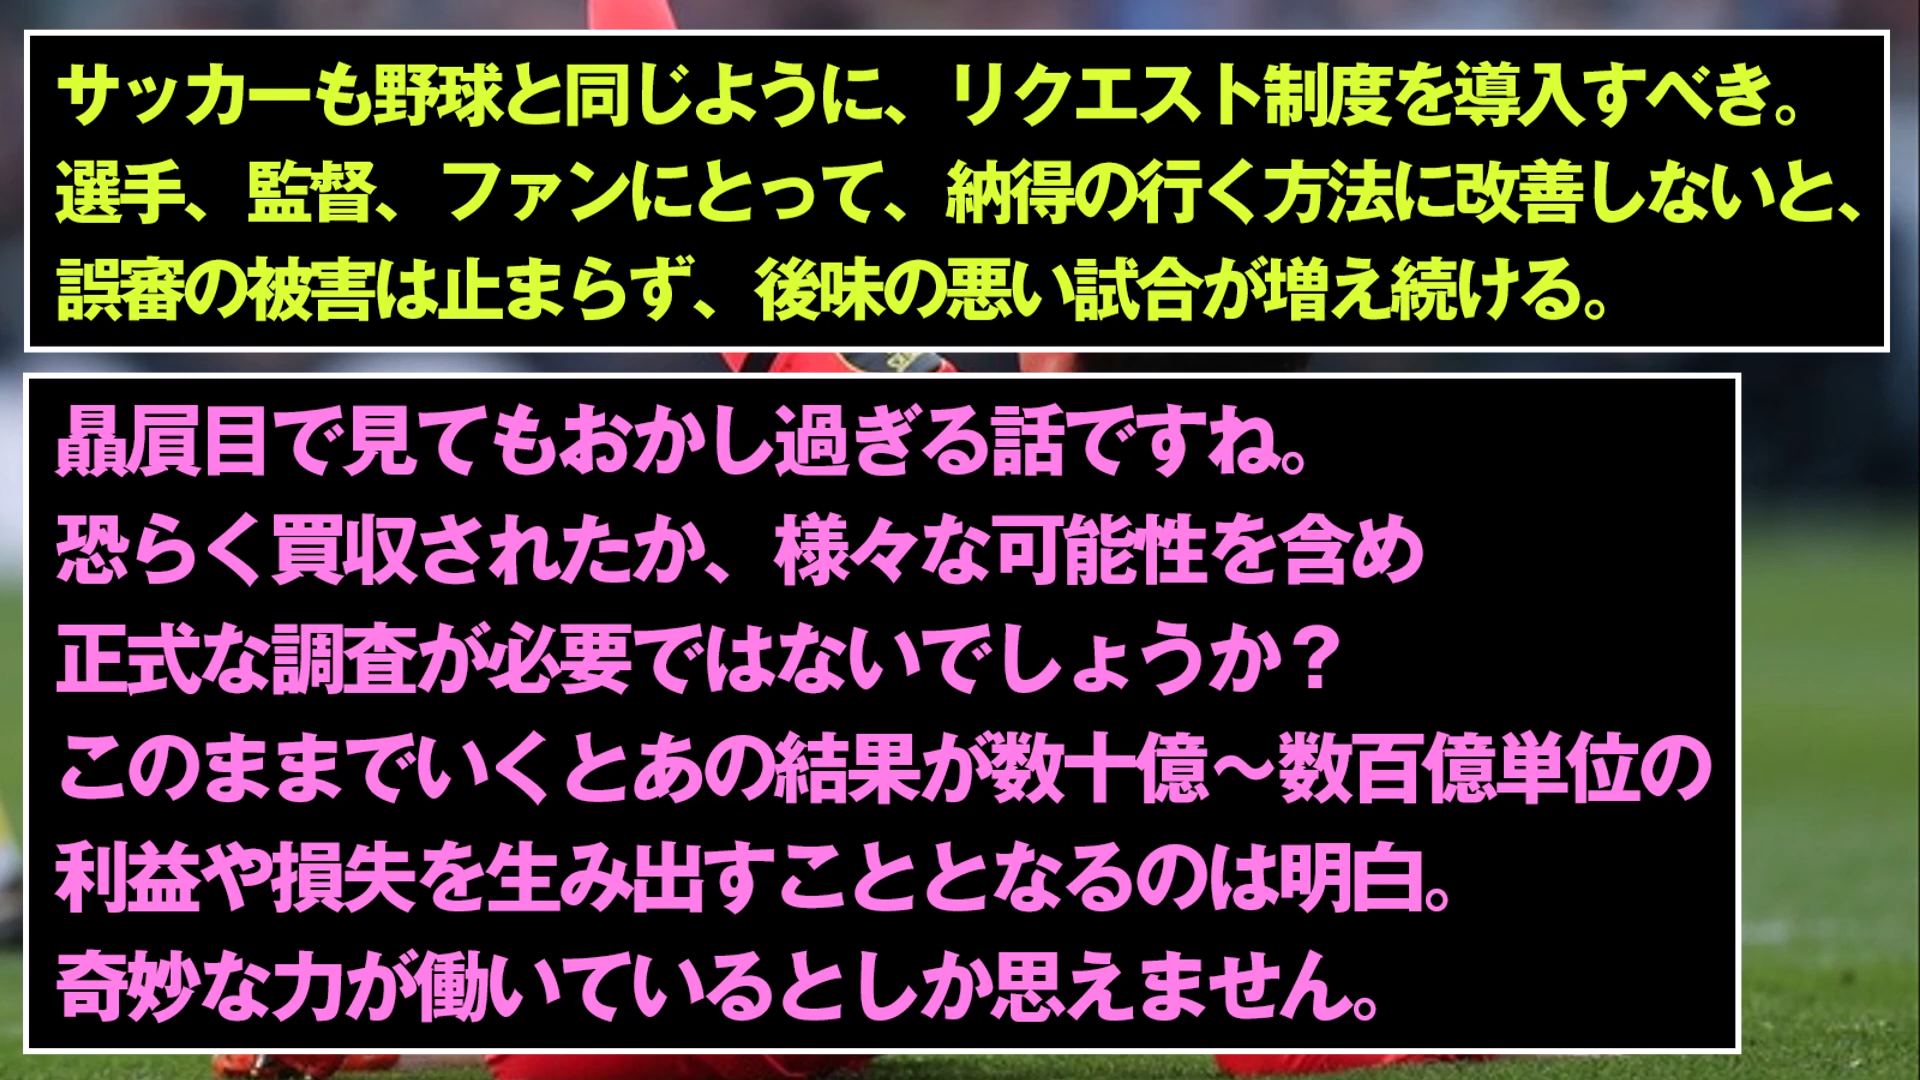 サッカーも野球と同じように、リクエスト制度を導入すべき。
選手、監督、ファンにとって、納得の行く方法に改善しないと、
誤審の被害は止まらず、後味の悪い試合が増え続ける。
贔屓目で見てもおかし過ぎる話ですね。
恐らく買収されたか、様々な可能性を含め
正式な調査が必要ではないでしょうか？
このままでいくとあの結果が数十億～数百億単位の
利益や損失を生み出すこととなるのは明白。
奇妙な力が働いているとしか思えません。